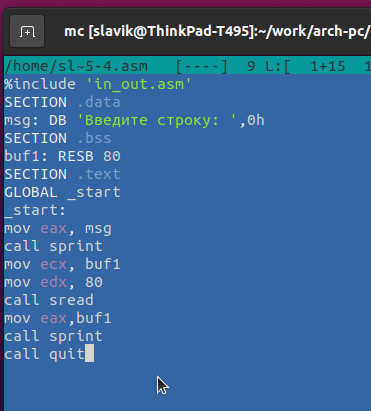 mc [slavik@ThinkPad-T495]:~/work/arch-pc/
/home/sl~5-4.asm [----] 9 L:[ 1+15 1
%include 'in_out.asm'
SECTION .data
msg: DB 'Введите строку: ',0h
SECTION .bss
buf1: RESB 80
SECTION .text
GLOBAL _start
_start:
mov eax, msg
call sprint
mov ecx, buf1
mov edx, 80
call sread
mov eax,buf1
call sprint
call quit